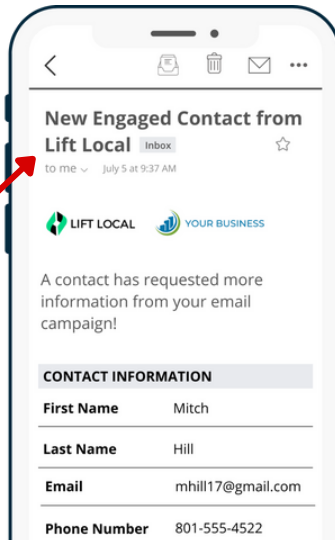 New Engaged Contact from
Lift Local Inbox
to me July 5 at 9:37 AM
LIFT LOCAL YOUR BUSINESS
A contact has requested more
information from your email
campaign!
CONTACT INFORMATION
First Name Mitch
Last Name Hill
Email mhill17@gmail.com
Phone Number 801-555-4522